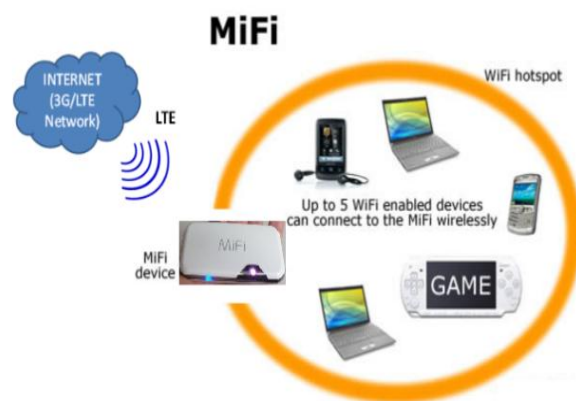 MiFi
INTERNET
(3G/LTE
Network)
LTE
WiFi hotspot
Up to 5 WiFi enabled devices
can connect to the MiFi wirelessly
MiFi
device
MiFi
GAME